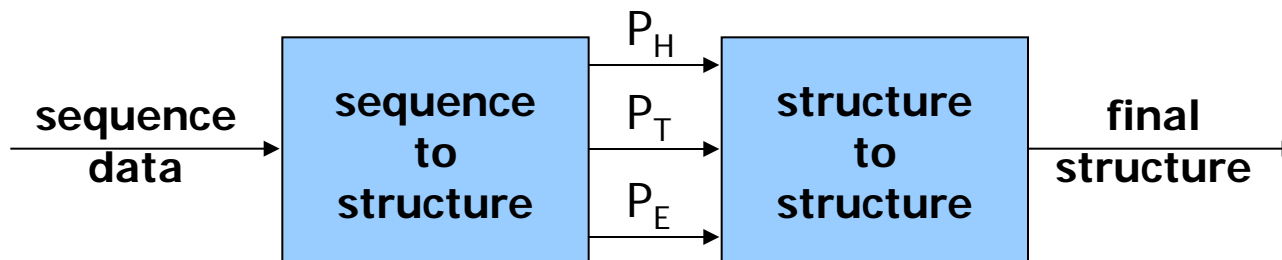 sequence
data
sequence
to
structure
P_H
P_T
P_E
structure
to
structure
final
structure